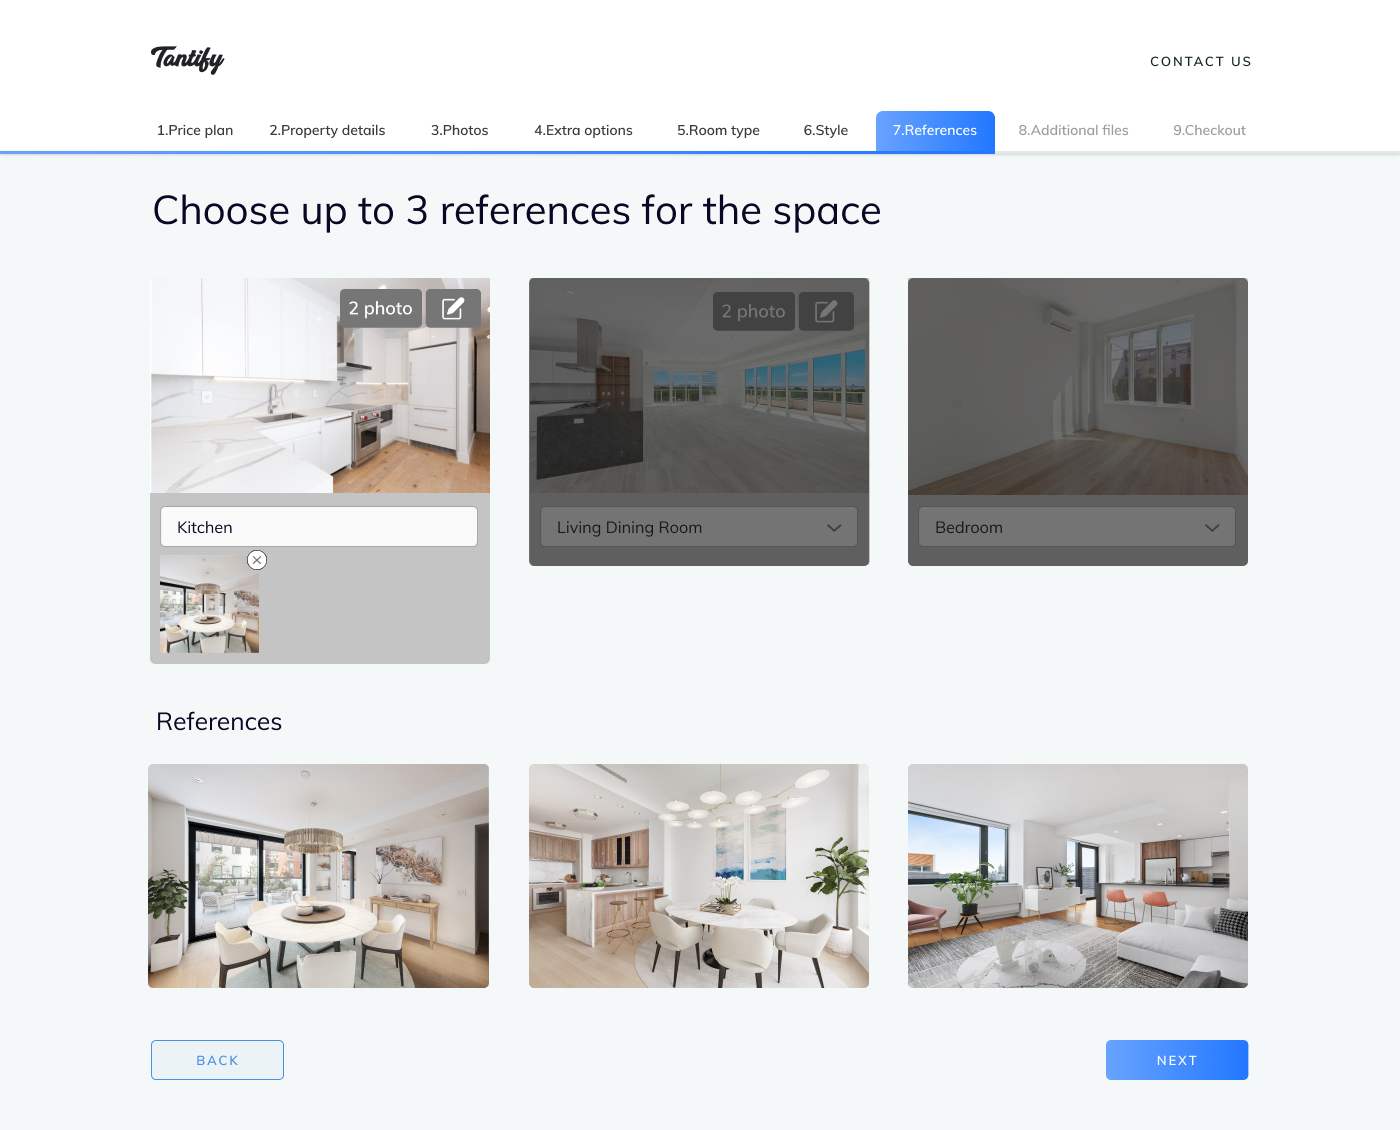 Tantify
CONTACT US
1.Price plan
2.Property details
3.Photos
4.Extra options
5.Room type
6.Style
7.References
8.Additional files
9.Checkout
Choose up to 3 references for the space
2 photo
2 photo
Kitchen
Living Dining Room
Bedroom
References
BACK
NEXT